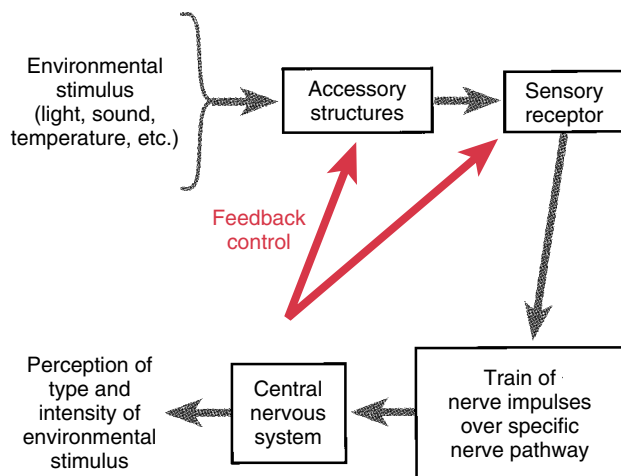 Environmental
stimulus
(light, sound,
temperature, etc.)
Accessory
structures
Sensory
receptor
Feedback
control
Perception of
type and
intensity of
environmental
stimulus
Central
nervous
system
Train of
nerve impulses
over specific
nerve pathway